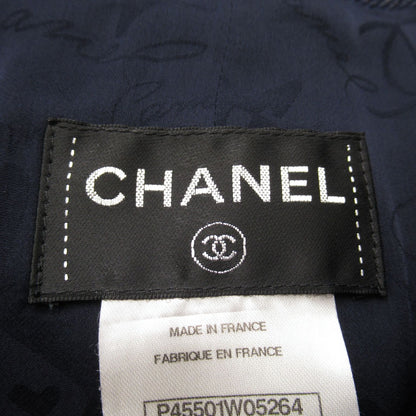 CHANEL
MADE IN FRANCE
FABRIQUE EN FRANCE
P45501W05264